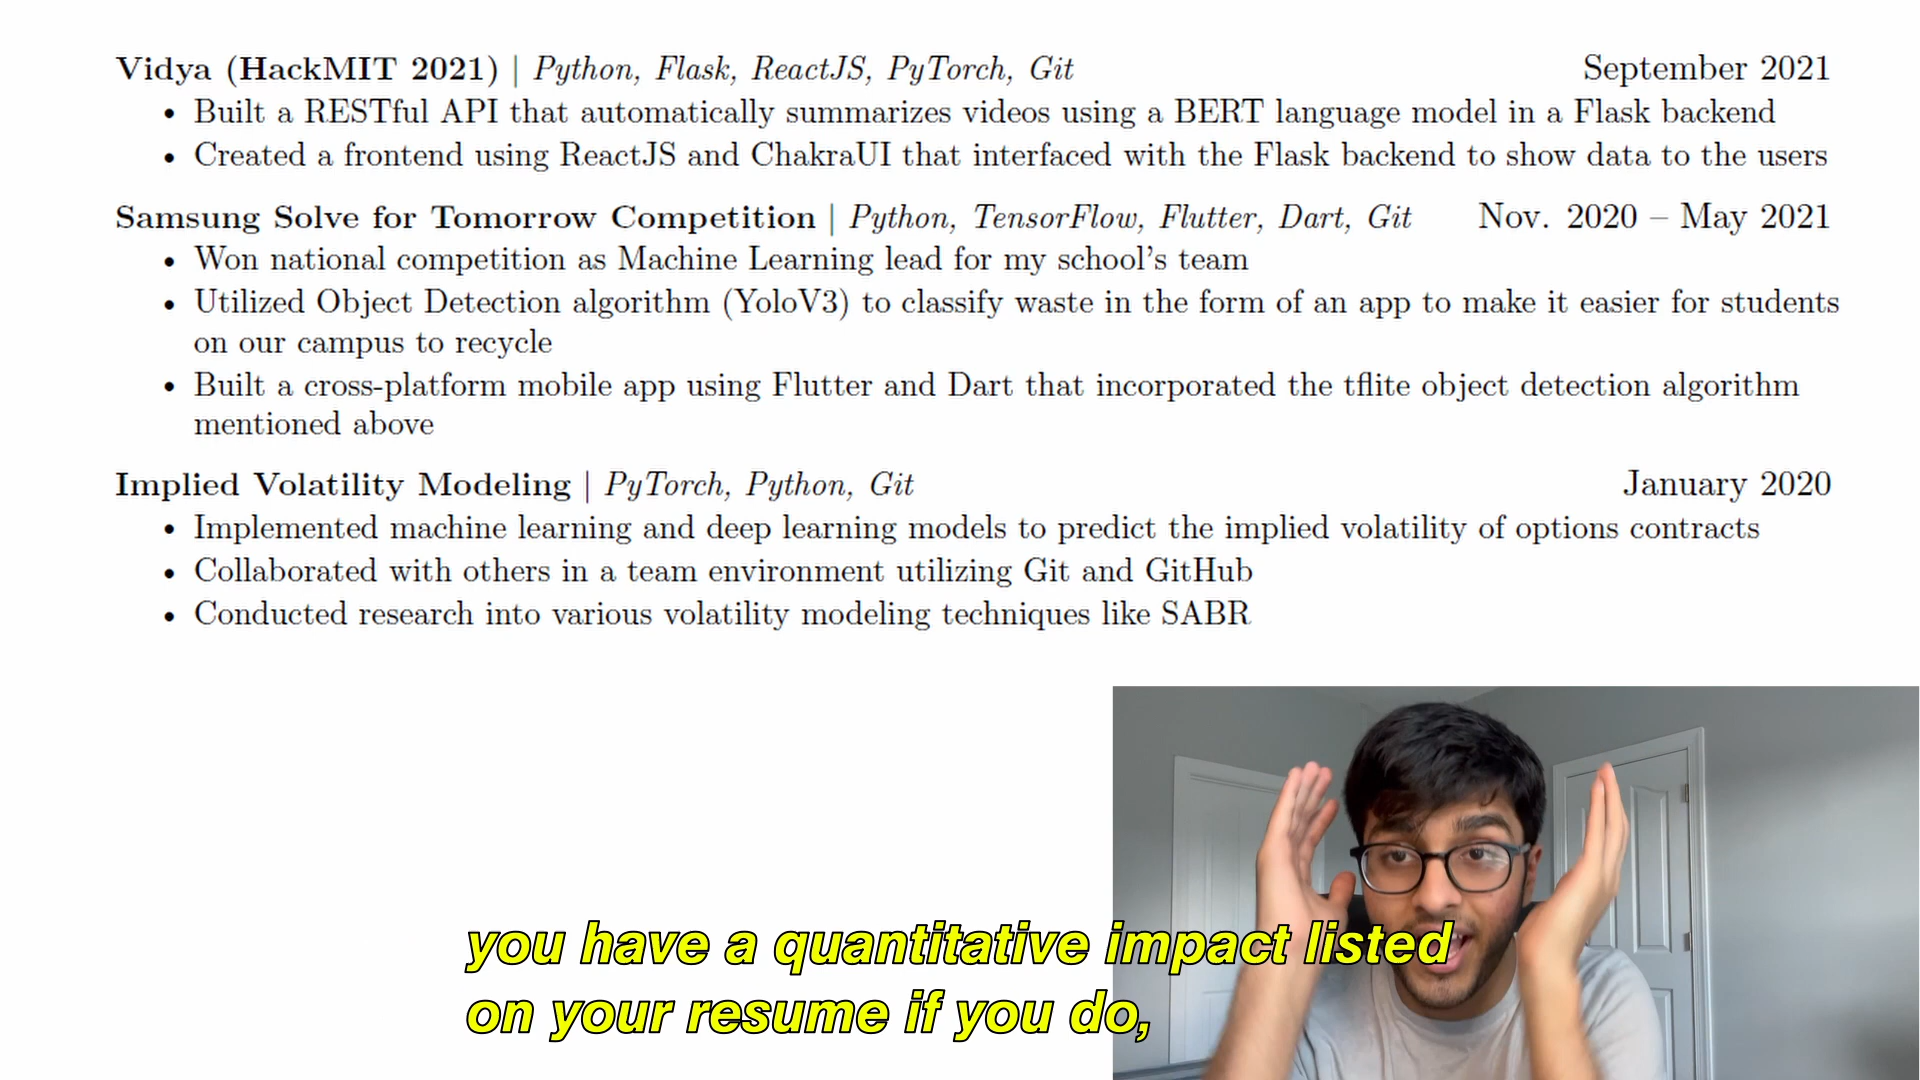 Vidya (HackMIT 2021) | Python, Flask, ReactJS, PyTorch, Git September 2021
• Built a RESTful API that automatically summarizes videos using a BERT language model in a Flask backend
• Created a frontend using ReactJS and ChakraUI that interfaced with the Flask backend to show data to the users
Samsung Solve for Tomorrow Competition | Python, TensorFlow, Flutter, Dart, Git Nov. 2020 – May 2021
• Won national competition as Machine Learning lead for my school's team
• Utilized Object Detection algorithm (YoloV3) to classify waste in the form of an app to make it easier for students
on our campus to recycle
• Built a cross-platform mobile app using Flutter and Dart that incorporated the tflite object detection algorithm
mentioned above
Implied Volatility Modeling | PyTorch, Python, Git January 2020
• Implemented machine learning and deep learning models to predict the implied volatility of options contracts
• Collaborated with others in a team environment utilizing Git and GitHub
• Conducted research into various volatility modeling techniques like SABR
you have a quantitative impact listed
on your resume if you do,